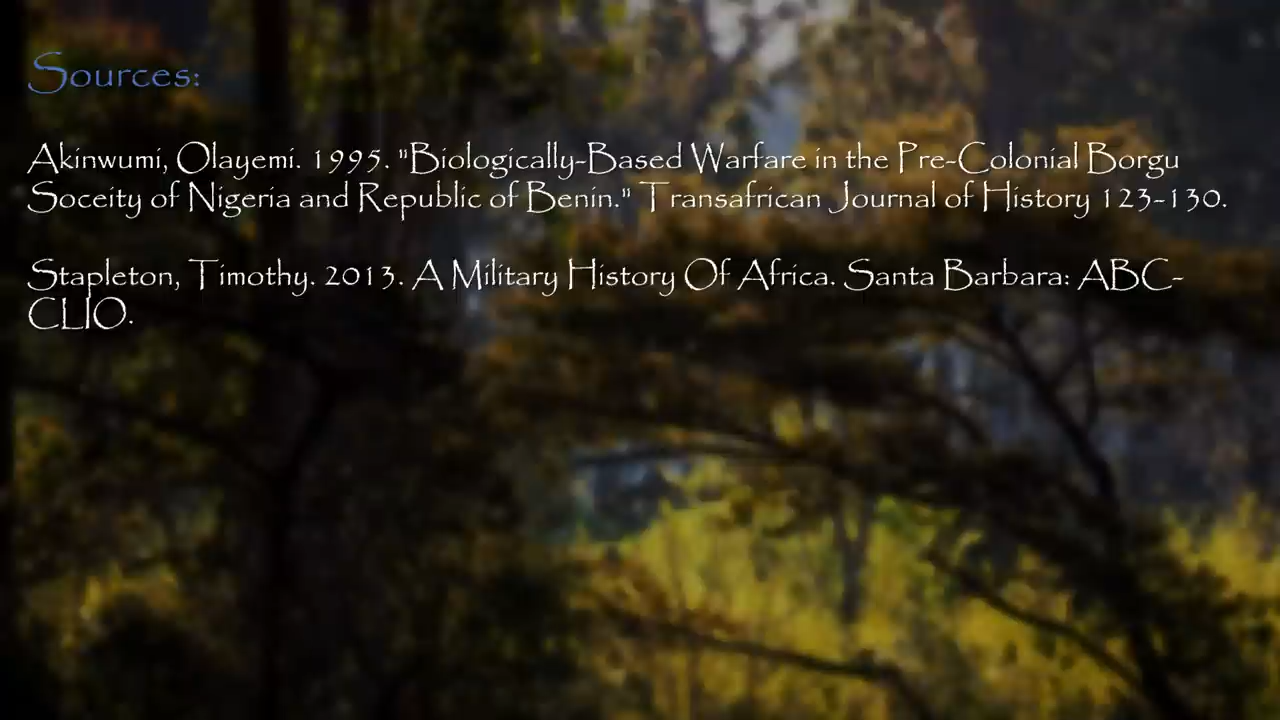 Sources:
Akinwumi, Olayemi. 1995. "Biologically-Based Warfare in the Pre-Colonial Borgu
Soceity of Nigeria and Republic of Benin." Transafrican Journal of History 123-130.
Stapleton, Timothy. 2013. A Military History Of Africa. Santa Barbara: ABC-
CLIO.